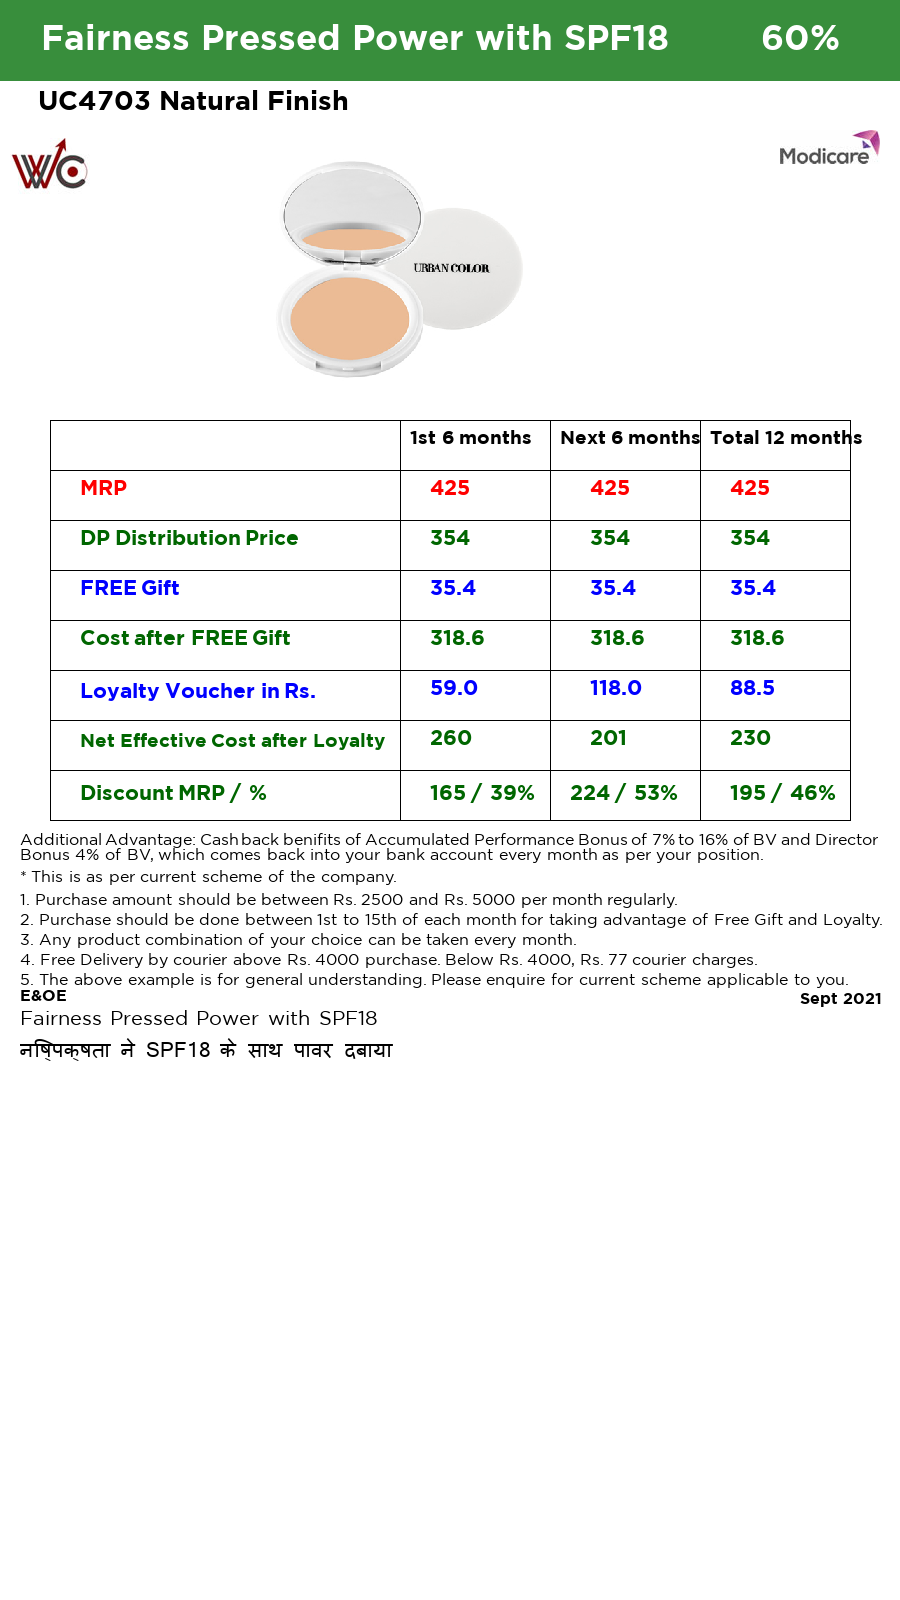 Fairness Pressed Power with SPF18 60%
UC4703 Natural Finish
WC
Modicare
URBAN COLOR
1st 6 months Next 6 months Total 12 months
MRP 425 425 425
DP Distribution Price 354 354 354
FREE Gift 35.4 35.4 35.4
Cost after FREE Gift 318.6 318.6 318.6
Loyalty Voucher in Rs. 59.0 118.0 88.5
Net Effective Cost after Loyalty 260 201 230
Discount MRP / % 165 / 39% 224 / 53% 195 / 46%
Additional Advantage: Cashback benifits of Accumulated Performance Bonus of 7% to 16% of BV and Director
Bonus 4% of BV, which comes back into your bank account every month as per your position.
* This is as per current scheme of the company.
1. Purchase amount should be between Rs. 2500 and Rs. 5000 per month regularly.
2. Purchase should be done between 1st to 15th of each month for taking advantage of Free Gift and Loyalty.
3. Any product combination of your choice can be taken every month.
4. Free Delivery by courier above Rs. 4000 purchase. Below Rs. 4000, Rs. 77 courier charges.
5. The above example is for general understanding. Please enquire for current scheme applicable to you.
E&OE Sept 2021
Fairness Pressed Power with SPF18
निष्पक्षता ने SPF18 के साथ पावर दबाया